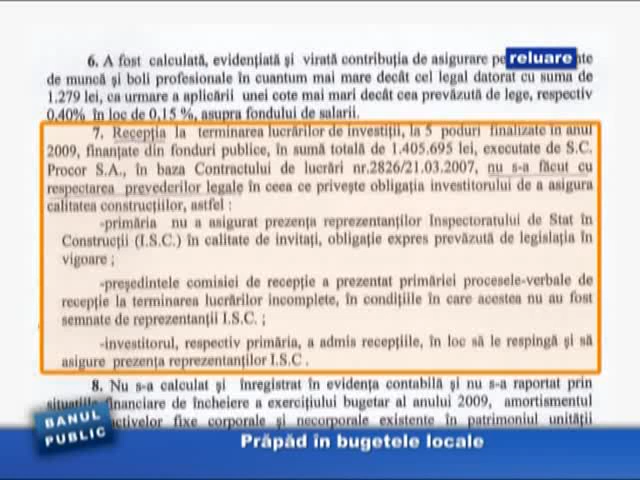 6. A fost calculată, evidențiată și virată contribuția de asigurare pe reluare te
de muncă și boli profesionale în cuantum mai mare decât cel legal datorat cu suma de
1.279 lei, ca urmare a aplicării unei cote mai mari decât cea prevăzută de lege, respectiv
0,40% în loc de 0,15 %, asupra fondului de salarii.
7. Recepția la terminarea lucrărilor de investiții, la 5 poduri finalizate în anul
2009, finanțate din fonduri publice, în sumă totală de 1.405.695 lei, executate de S.C.
Procor S.A., în baza Contractului de lucrări nr.2826/21.03.2007, nu s-a făcut cu
respectarea prevederilor legale în ceea ce privește obligația investitorului de a asigura
calitatea construcțiilor, astfel :
-primăria nu a asigurat prezența reprezentanților Inspectoratului de Stat în
Construcții (I.S.C.) în calitate de invitați, obligație expres prevăzută de legislația în
vigoare ;
-președintele comisiei de recepție a prezentat primăriei procesele-verbale de
recepție la terminarea lucrărilor incomplete, în condițiile în care acestea nu au fost
semnate de reprezentanții I.S.C. ;
-investitorul, respectiv primăria, a admis recepțiile, în loc să le respingă și să
asigure prezența reprezentanților I.S.C .
8. Nu s-a calculat și înregistrat în evidența contabilă și nu s-a raportat prin
situațiile financiare de încheiere a exercițiului bugetar al anului 2009, amortismentul
activelor fixe corporale și necorporale existente în patrimoniul unității
BANUL
PUBLIC
Prăpăd în bugetele locale